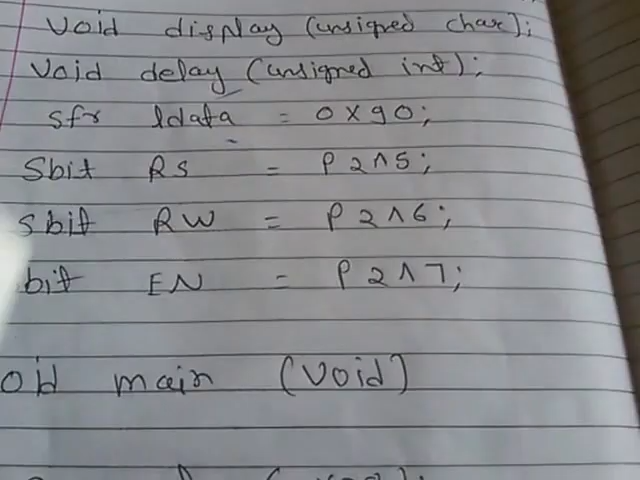 Void display (unsigned char);
Void delay (unsigned int);
sfr ldata = 0x90;
Sbit RS = P2^5;
sbit RW = P2^6;
bit EN = P2^7;
oid main (void)